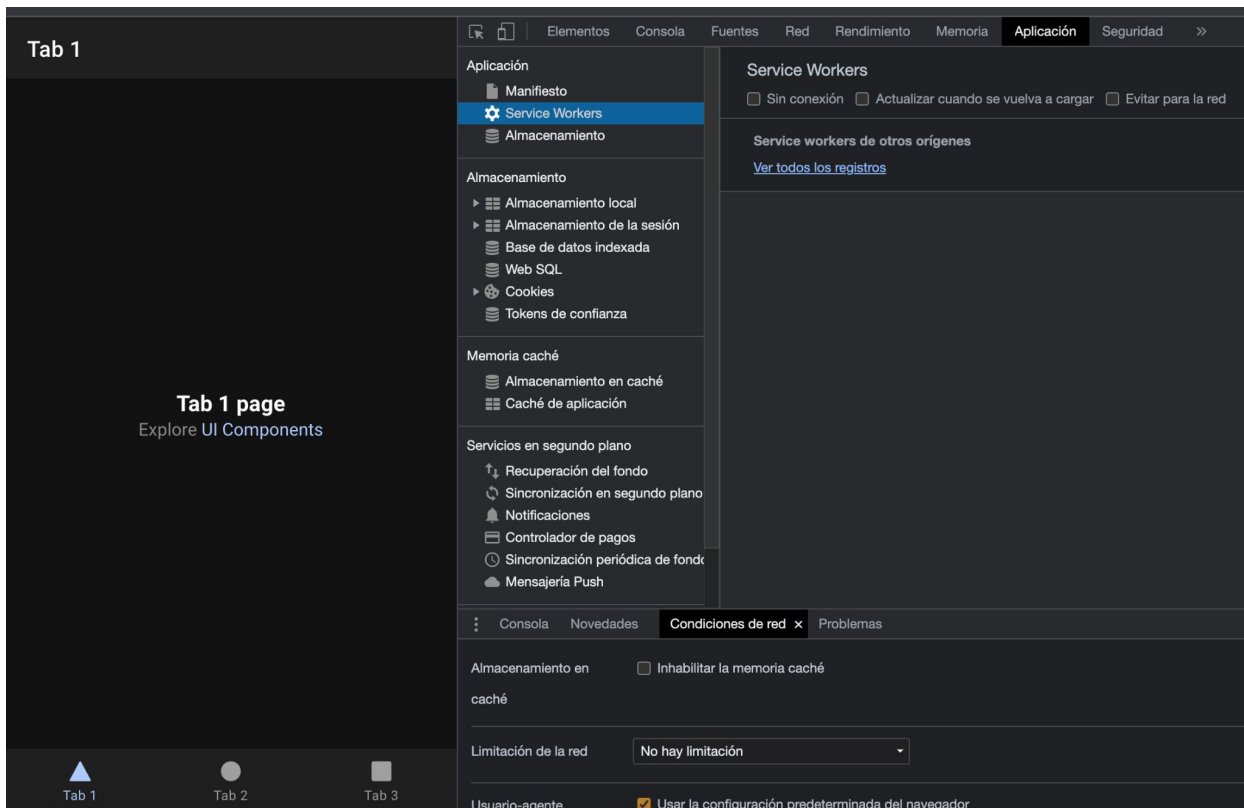 Tab 1
Tab 1 page
Explore UI Components
Tab 1
Tab 2
Tab 3
Elementos
Consola
Fuentes
Red
Rendimiento
Memoria
Aplicación
Seguridad
»
Aplicación
Manifiesto
Service Workers
Almacenamiento
Almacenamiento
Almacenamiento local
Almacenamiento de la sesión
Base de datos indexada
Web SQL
Cookies
Tokens de confianza
Memoria caché
Almacenamiento en caché
Caché de aplicación
Servicios en segundo plano
Recuperación del fondo
Sincronización en segundo plano
Notificaciones
Controlador de pagos
Sincronización periódica de fondo
Mensajería Push
Service Workers
Sin conexión
Actualizar cuando se vuelva a cargar
Evitar para la red
Service workers de otros orígenes
Ver todos los registros
Consola
Novedades
Condiciones de red ×
Problemas
Almacenamiento en
caché
Inhabilitar la memoria caché
Limitación de la red
No hay limitación
Usuario-agente
Usar la configuración predeterminada del navegador